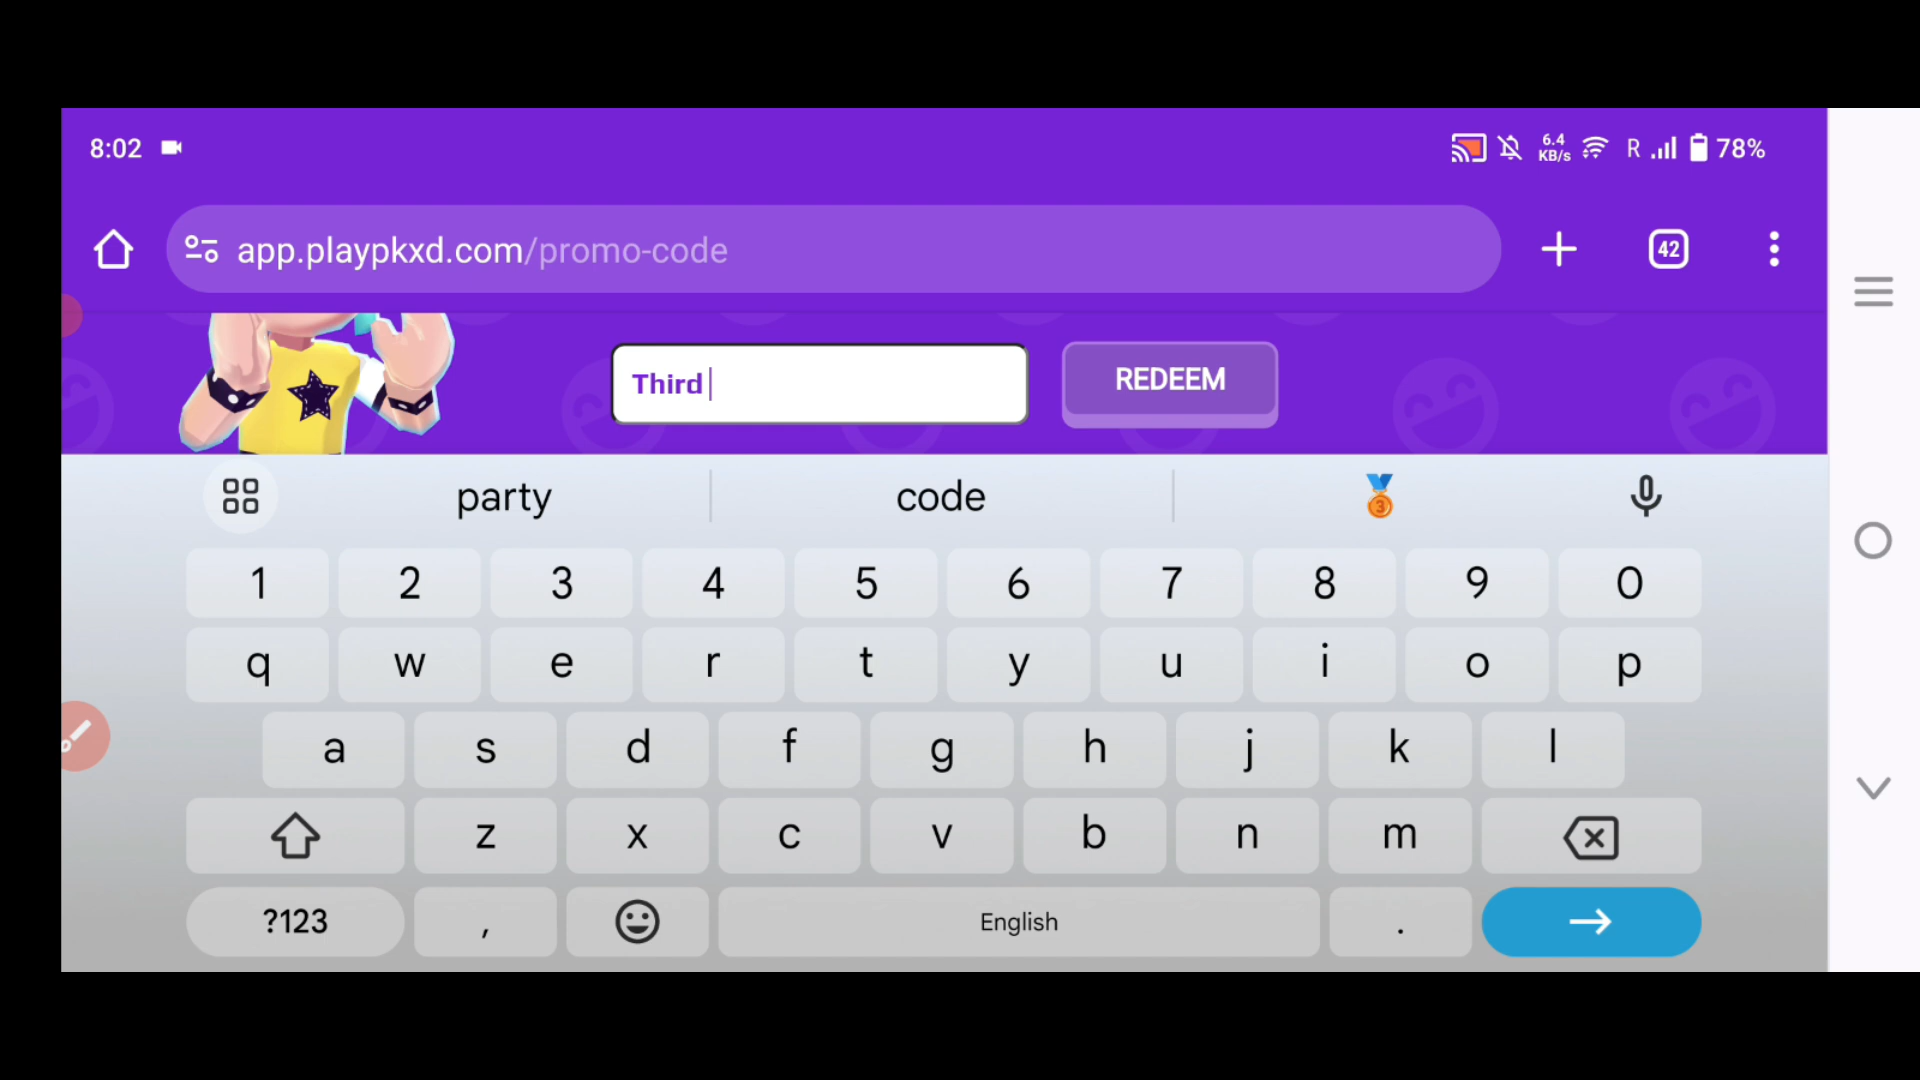 8:02 6.4 KB/s R 78%
app.playpkxd.com/promo-code 42
Third REDEEM
party code 3
1 2 3 4 5 6 7 8 9 0
q w e r t y u i o p
a s d f g h j k l
z x c v b n m
?123 , English .